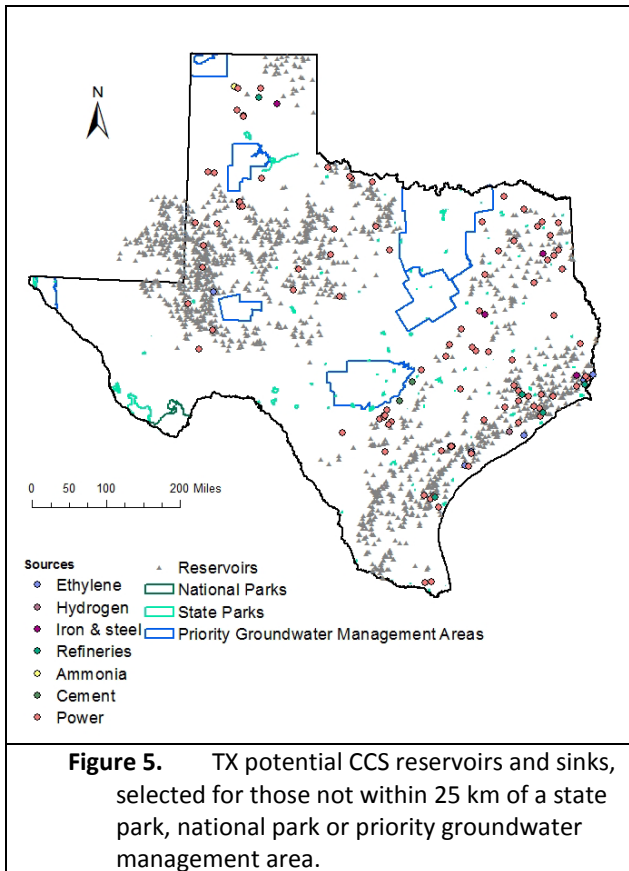 N
0 50 100 200 Miles
Sources
Ethylene
Hydrogen
Iron & steel
Refineries
Ammonia
Cement
Power
Reservoirs
National Parks
State Parks
Priority Groundwater Management Areas
Figure 5. TX potential CCS reservoirs and sinks,
selected for those not within 25 km of a state
park, national park or priority groundwater
management area.